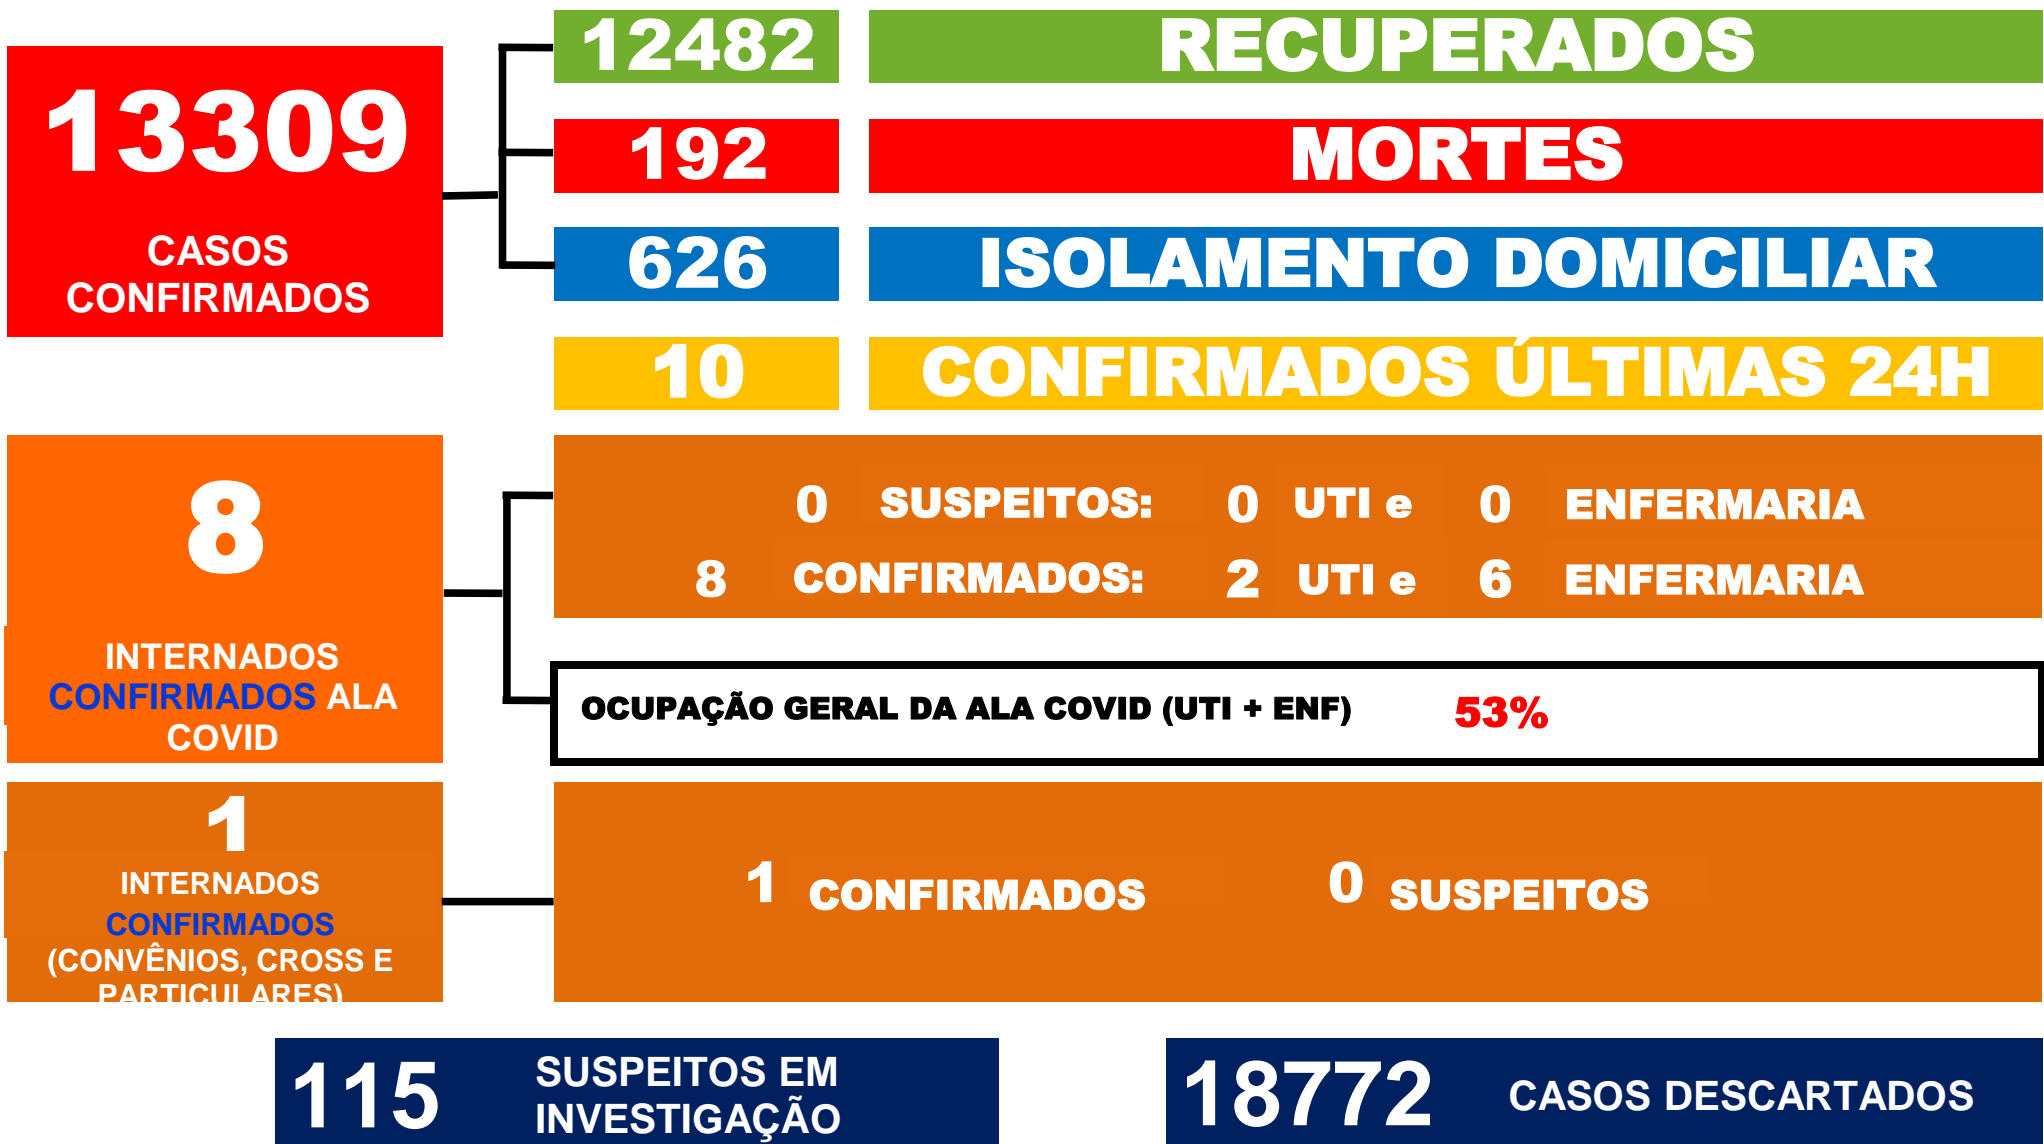 13309
CASOS
CONFIRMADOS
12482 RECUPERADOS
192 MORTES
626 ISOLAMENTO DOMICILIAR
10 CONFIRMADOS ÚLTIMAS 24H
8
INTERNADOS
CONFIRMADOS ALA
COVID
0 SUSPEITOS: 0 UTI e 0 ENFERMARIA
8 CONFIRMADOS: 2 UTI e 6 ENFERMARIA
OCUPAÇÃO GERAL DA ALA COVID (UTI + ENF) 53%
1
INTERNADOS
CONFIRMADOS
(CONVÊNIOS, CROSS E
PARTICULARES)
1 CONFIRMADOS 0 SUSPEITOS
115 SUSPEITOS EM
INVESTIGAÇÃO
18772 CASOS DESCARTADOS